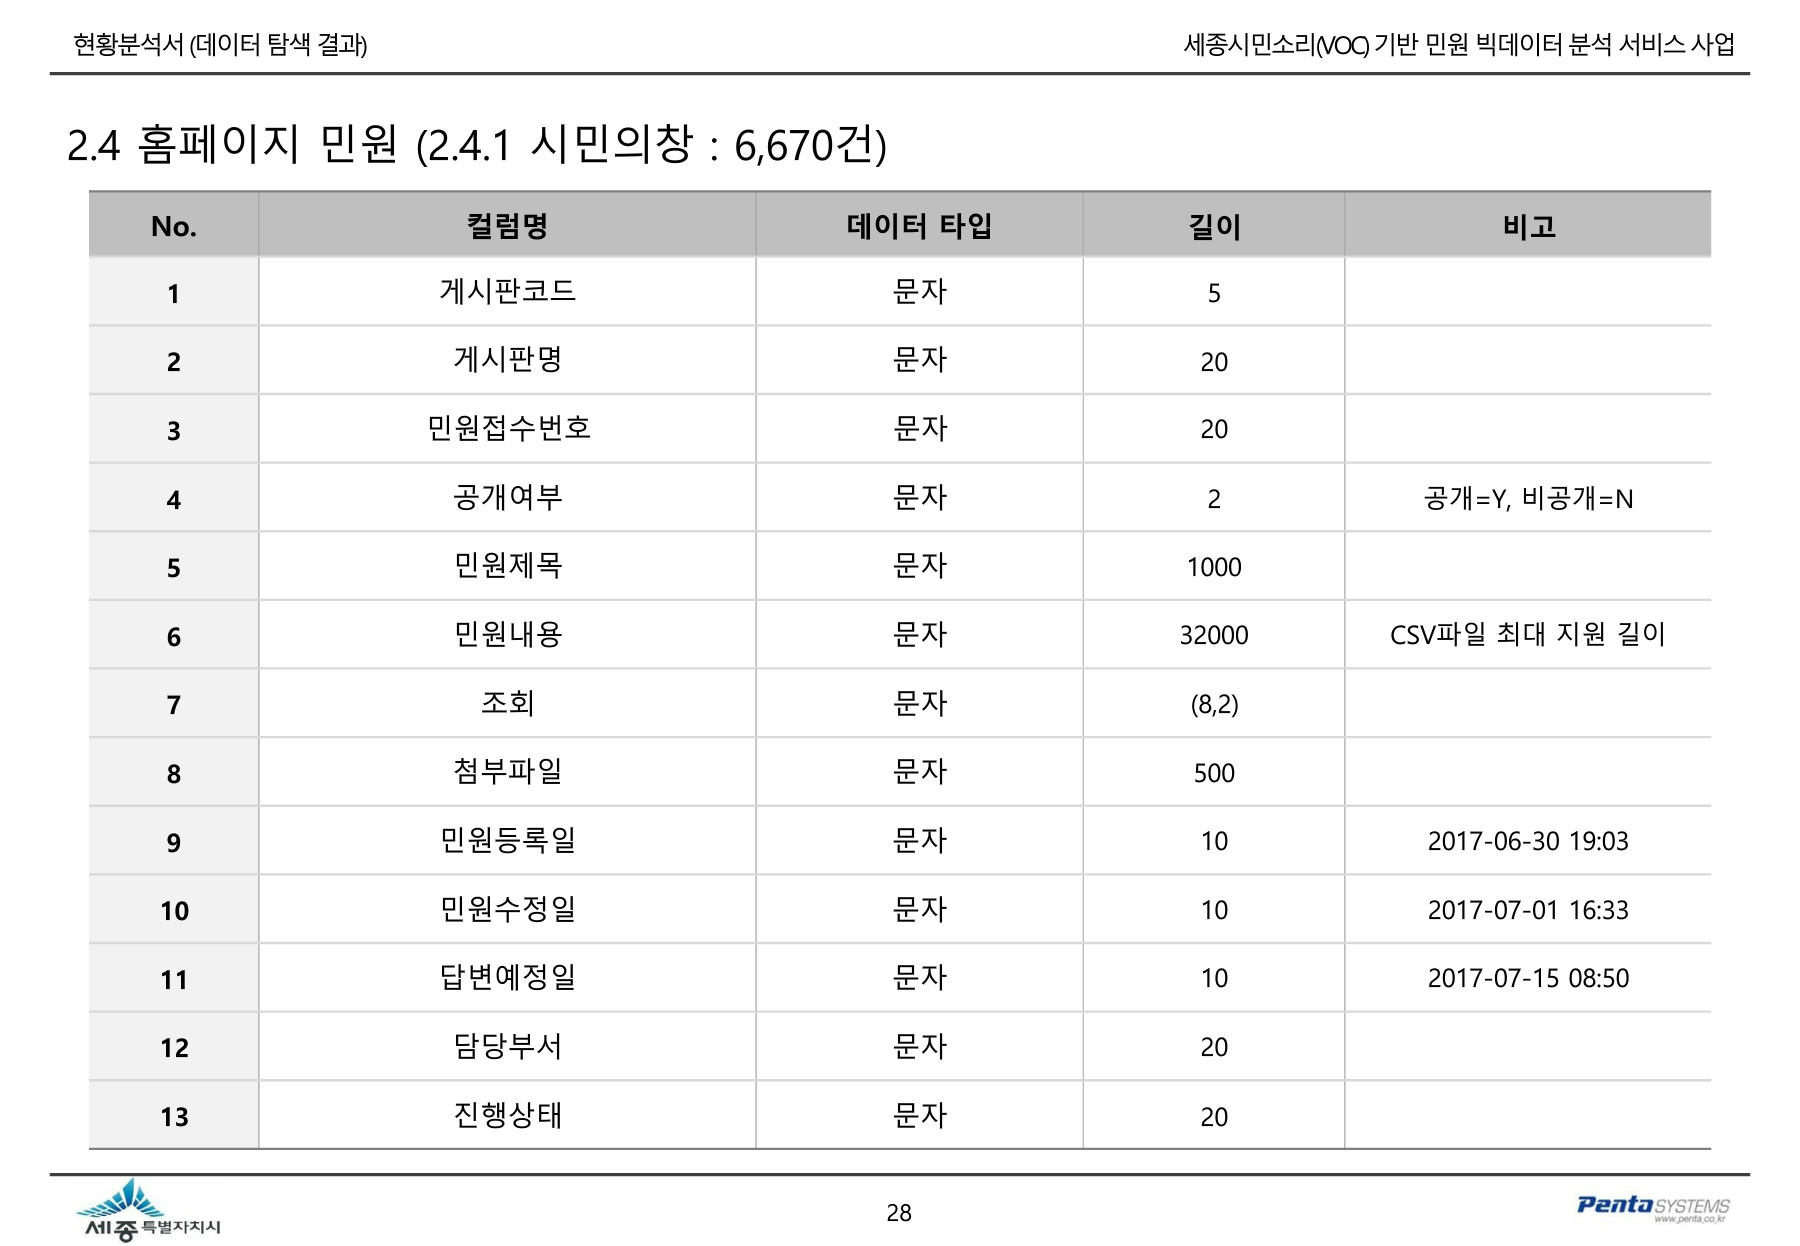 현황분석서 (데이터 탐색 결과)
세종시민소리(VOC) 기반 민원 빅데이터 분석 서비스 사업
2.4 홈페이지 민원 (2.4.1 시민의창 : 6,670건)
No. 컬럼명 데이터 타입 길이 비고
1 게시판코드 문자 5
2 게시판명 문자 20
3 민원접수번호 문자 20
4 공개여부 문자 2 공개=Y, 비공개=N
5 민원제목 문자 1000
6 민원내용 문자 32000 CSV파일 최대 지원 길이
7 조회 문자 (8,2)
8 첨부파일 문자 500
9 민원등록일 문자 10 2017-06-30 19:03
10 민원수정일 문자 10 2017-07-01 16:33
11 답변예정일 문자 10 2017-07-15 08:50
12 담당부서 문자 20
13 진행상태 문자 20
세종특별자치시
28
Penta SYSTEMS
www.penta.co.kr